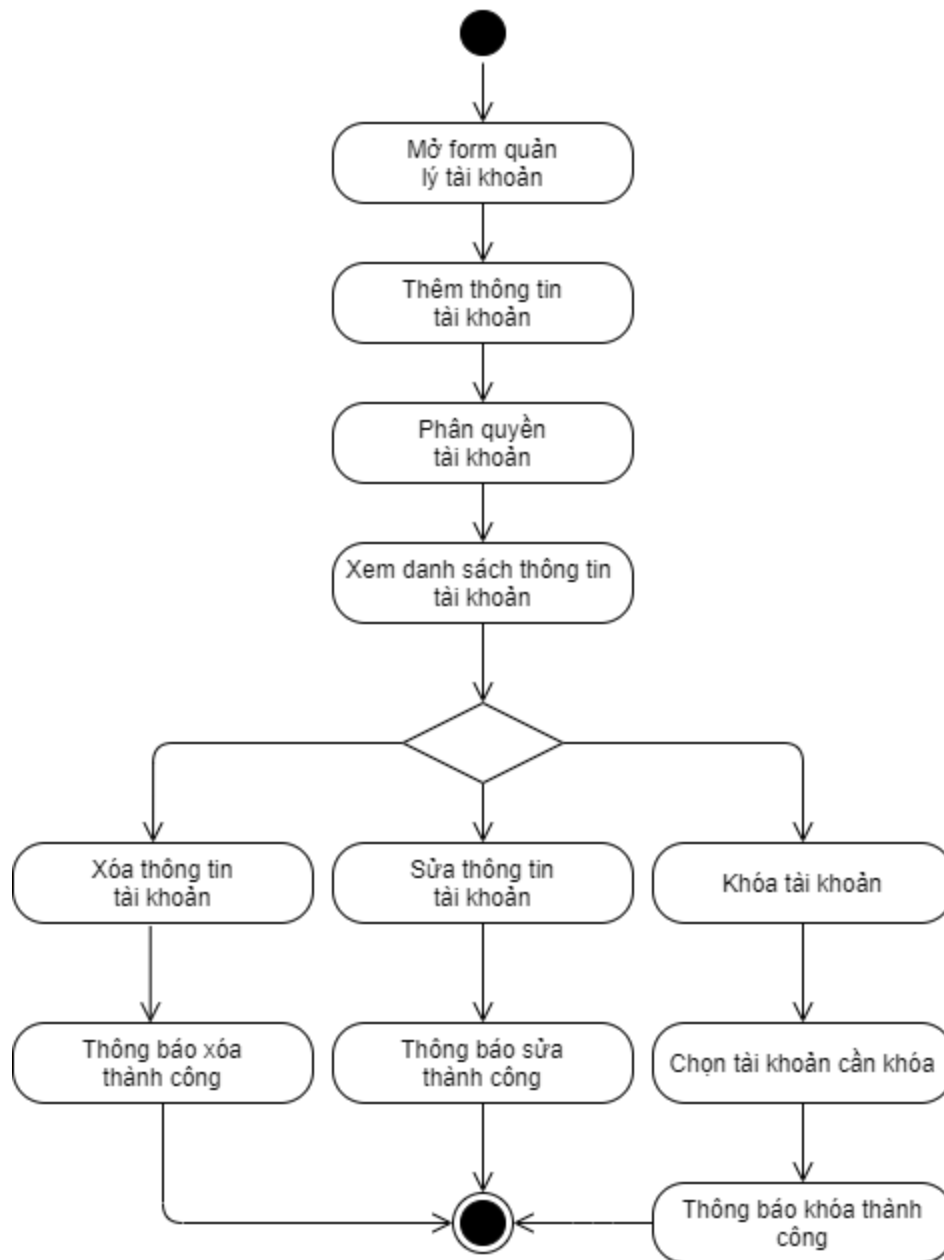 Mở form quản
lý tài khoản
Thêm thông tin
tài khoản
Phân quyền
tài khoản
Xem danh sách thông tin
tài khoản
Xóa thông tin
tài khoản
Sửa thông tin
tài khoản
Khóa tài khoản
Thông báo xóa
thành công
Thông báo sửa
thành công
Chọn tài khoản cần khóa
Thông báo khóa thành
công